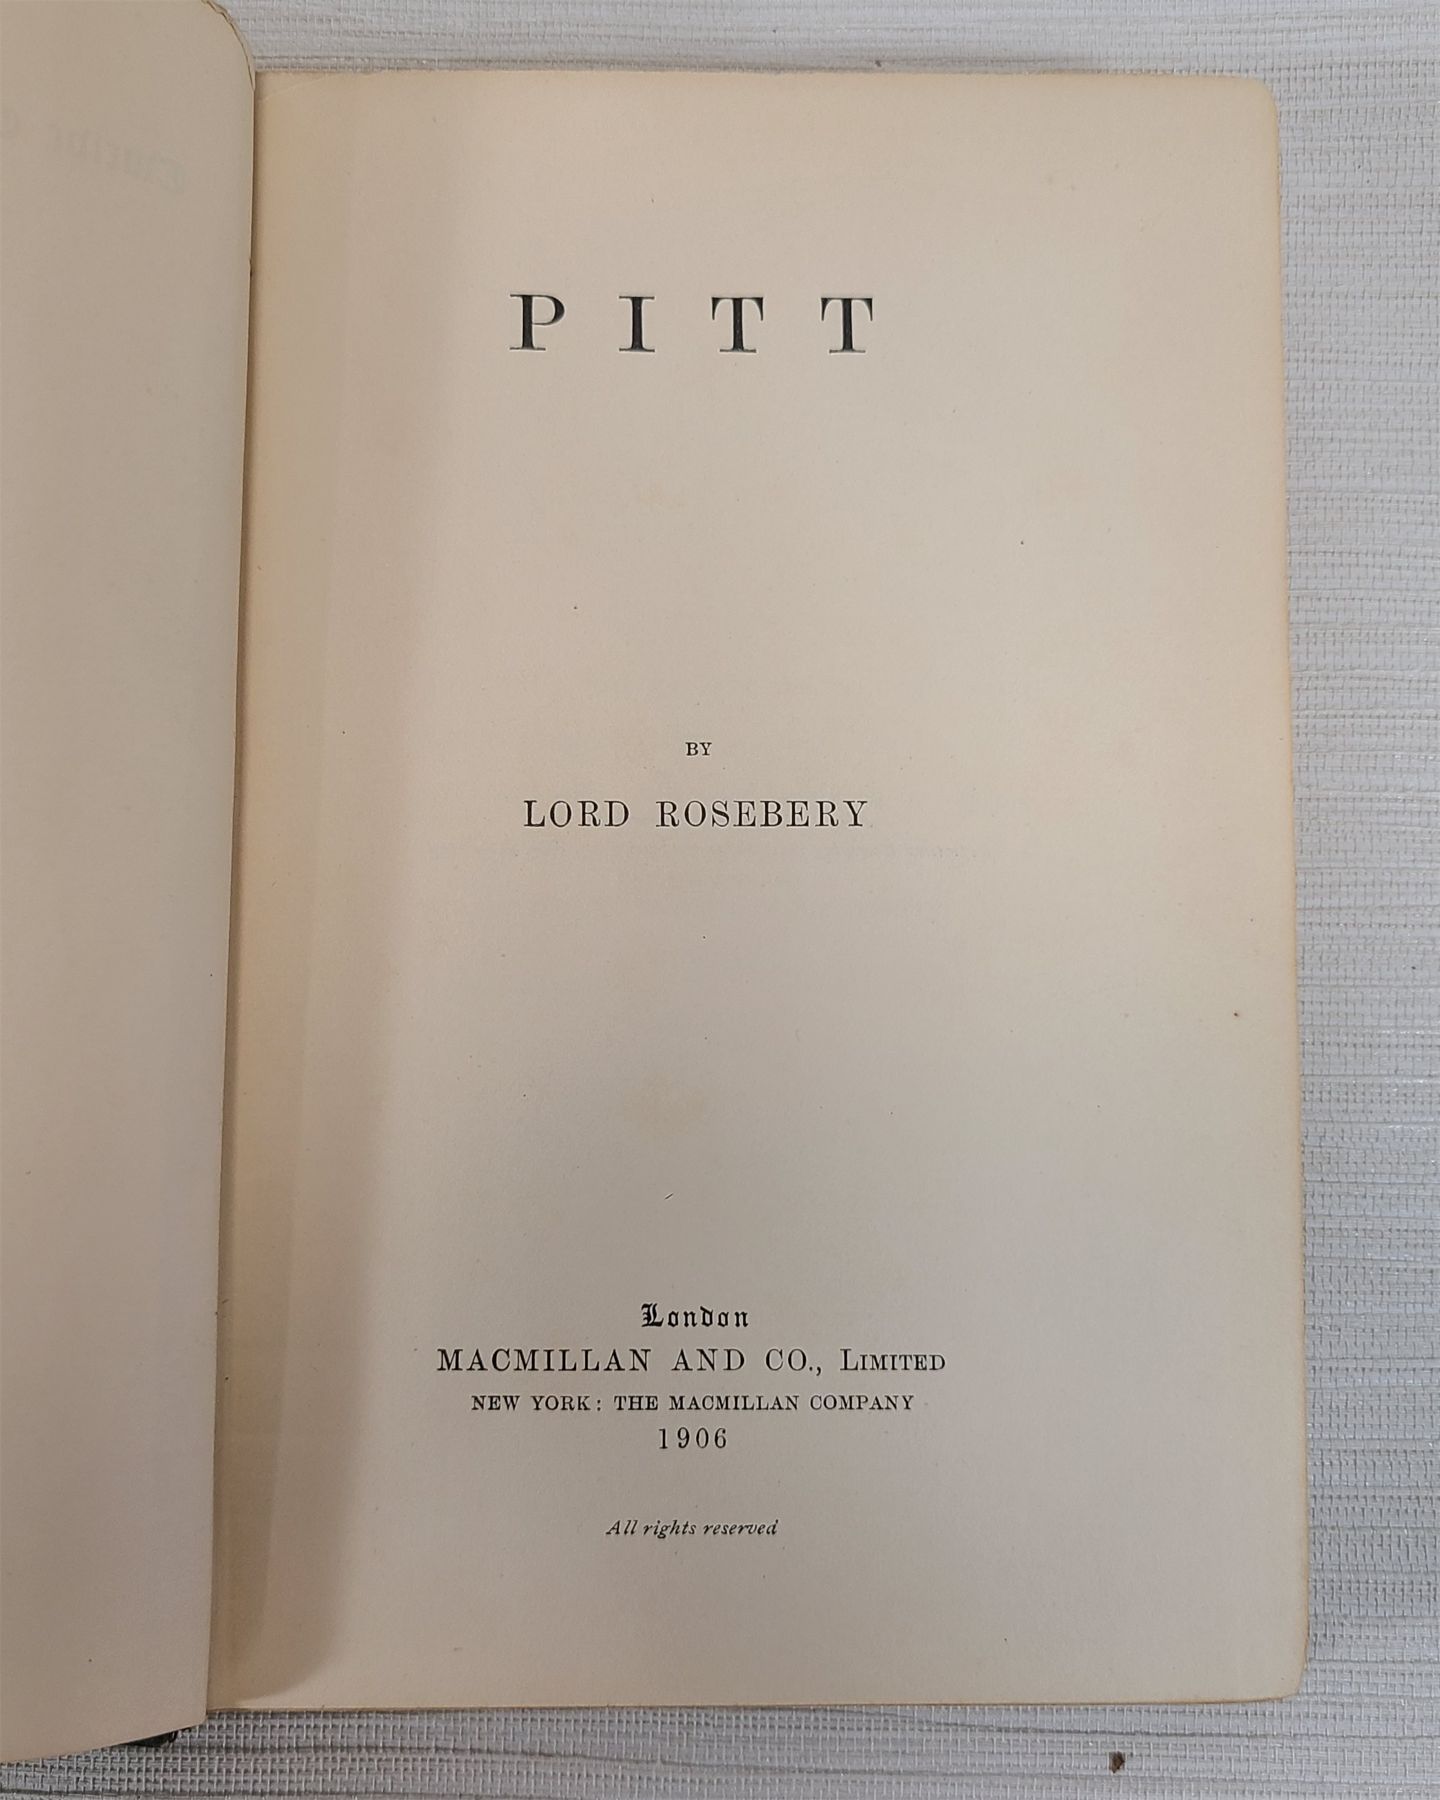 PITT
BY
LORD ROSEBERY
London
MACMILLAN AND CO., LIMITED
NEW YORK: THE MACMILLAN COMPANY
1906
All rights reserved